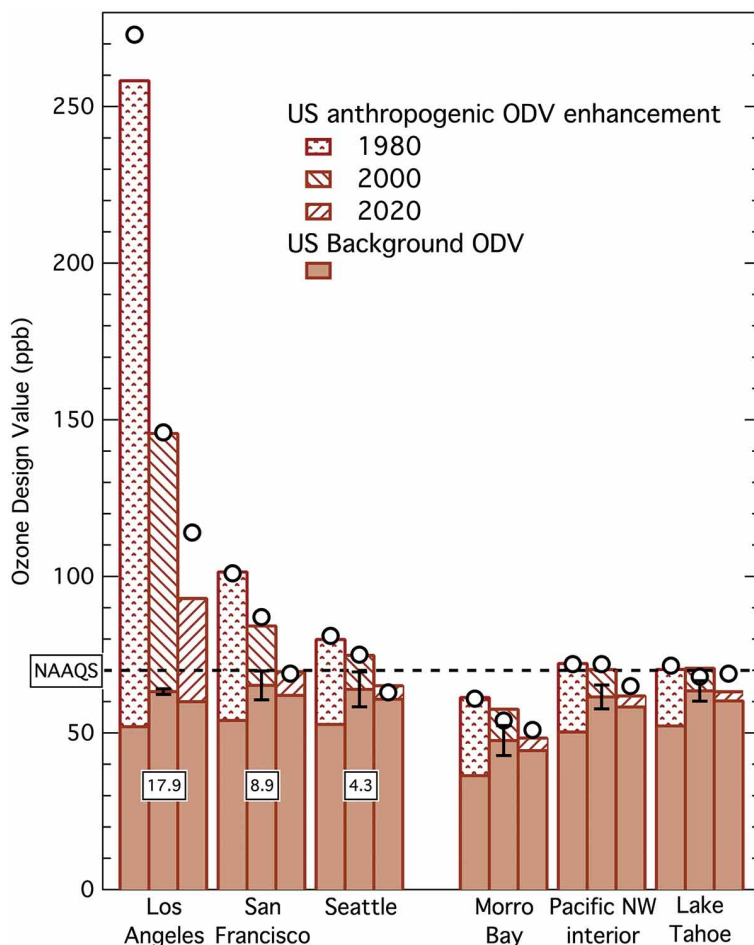 250
200
150
100
50
0
Ozone Design Value (ppb)
NAAQS
US anthropogenic ODV enhancement
1980
2000
2020
US Background ODV
17.9
8.9
4.3
Los
Angeles
San
Francisco
Seattle
Morro
Bay
Pacific NW
interior
Lake
Tahoe